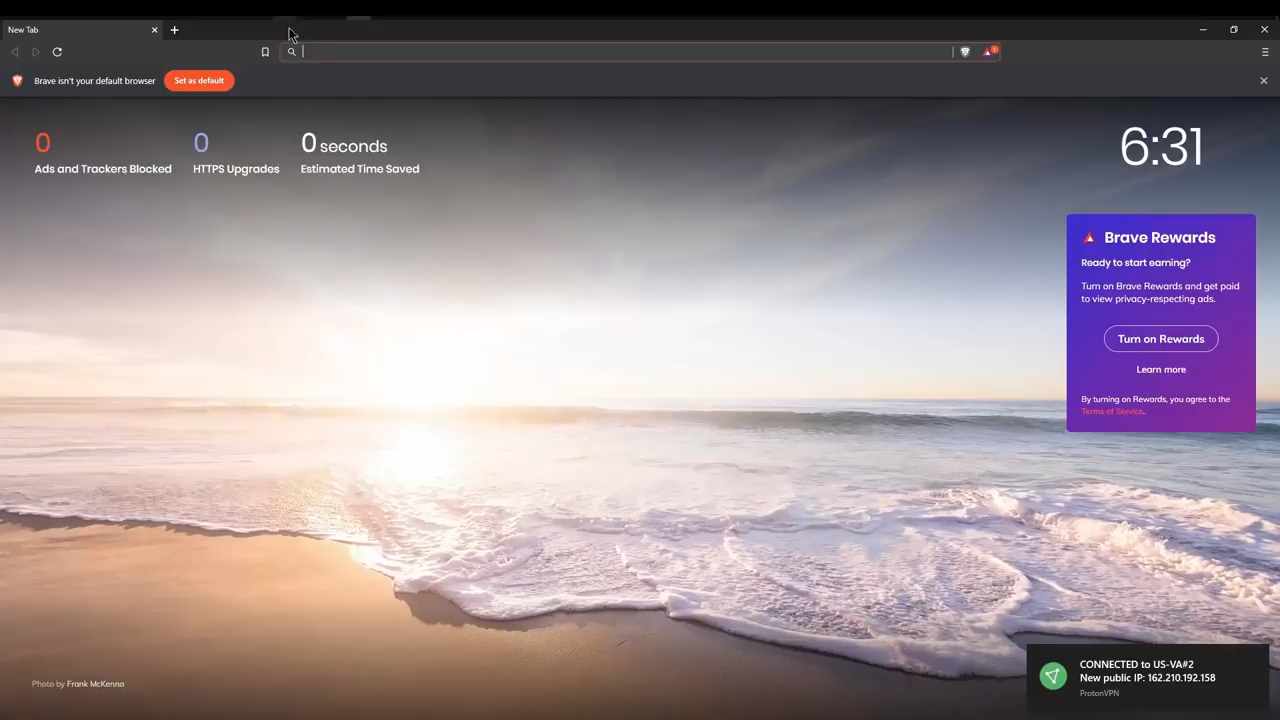 New Tab
Brave isn't your default browser
Set as default
0
Ads and Trackers Blocked
0
HTTPS Upgrades
0 seconds
Estimated Time Saved
6:31
Brave Rewards
Ready to start earning?
Turn on Brave Rewards and get paid
to view privacy-respecting ads.
Turn on Rewards
Learn more
By turning on Rewards, you agree to the
Terms of Service.
Photo by Frank McKenna
CONNECTED to US-VA#2
New public IP: 162.210.192.158
ProtonVPN